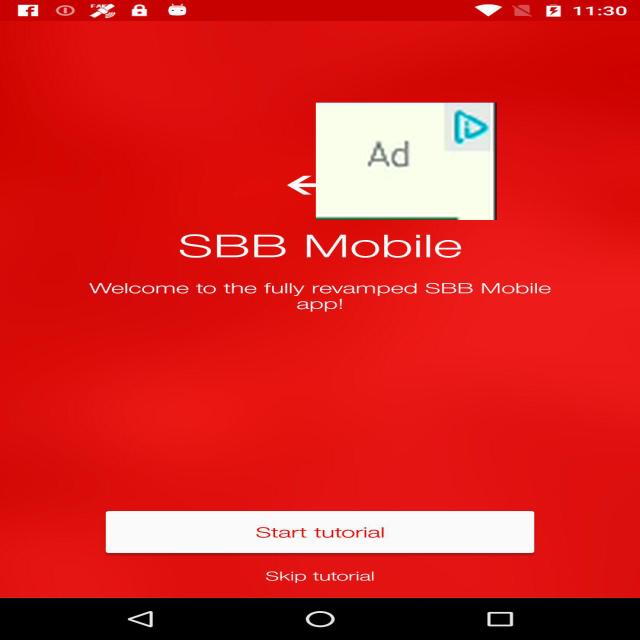 11:30
Ad
SBB Mobile
Welcome to the fully revamped SBB Mobile
app!
Start tutorial
Skip tutorial